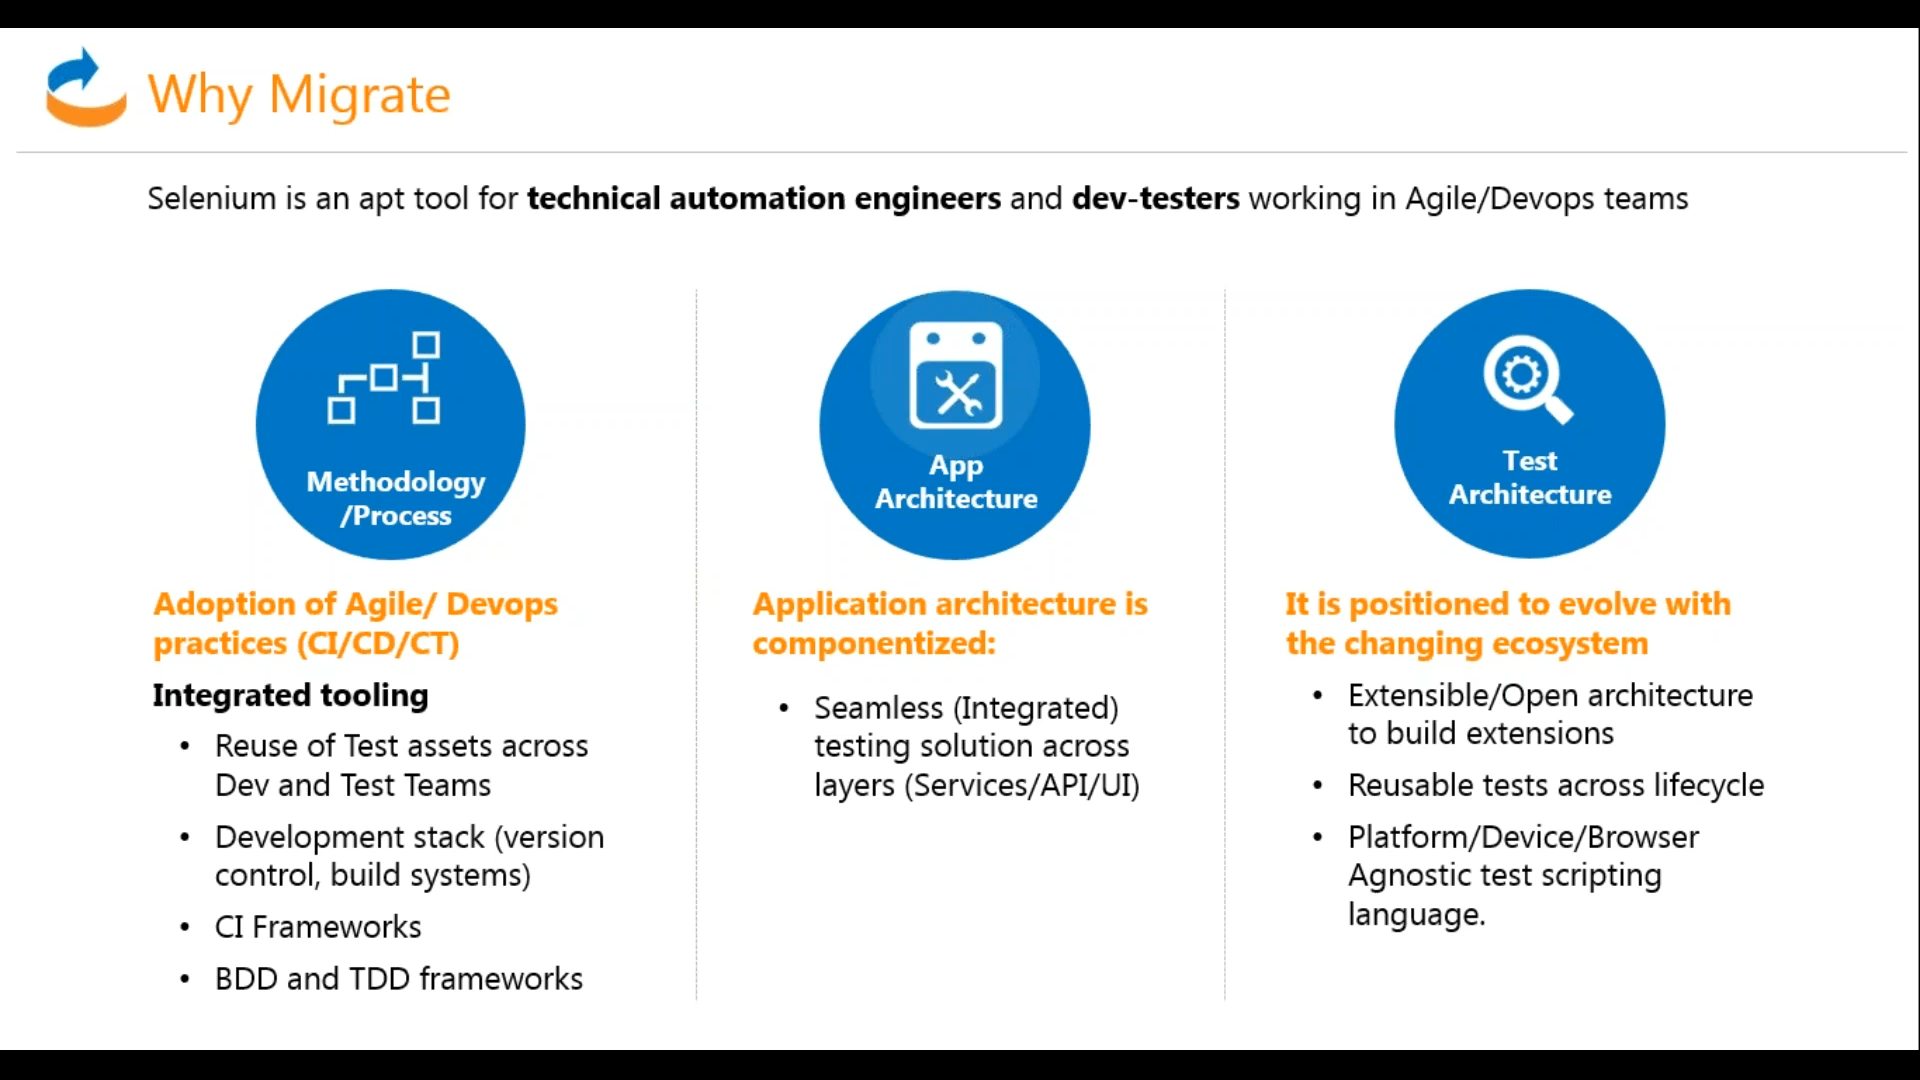 Why Migrate
Selenium is an apt tool for technical automation engineers and dev-testers working in Agile/Devops teams
Methodology
/Process
Adoption of Agile/ Devops
practices (CI/CD/CT)
Integrated tooling
• Reuse of Test assets across
Dev and Test Teams
• Development stack (version
control, build systems)
• CI Frameworks
• BDD and TDD frameworks
App
Architecture
Application architecture is
componentized:
• Seamless (Integrated)
testing solution across
layers (Services/API/UI)
Test
Architecture
It is positioned to evolve with
the changing ecosystem
• Extensible/Open architecture
to build extensions
• Reusable tests across lifecycle
• Platform/Device/Browser
Agnostic test scripting
language.